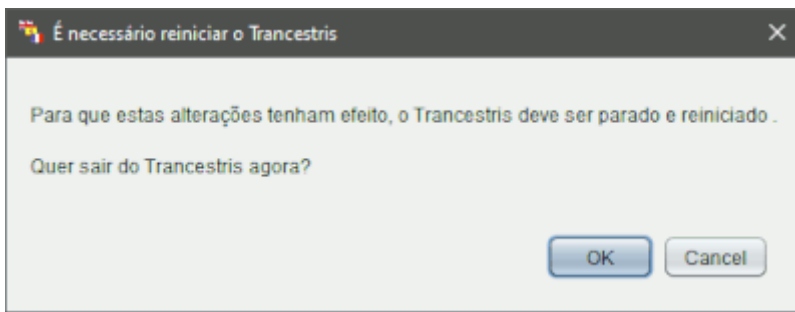 É necessário reiniciar o Trancestris
Para que estas alterações tenham efeito, o Trancestris deve ser parado e reiniciado .
Quer sair do Trancestris agora?
OK
Cancel